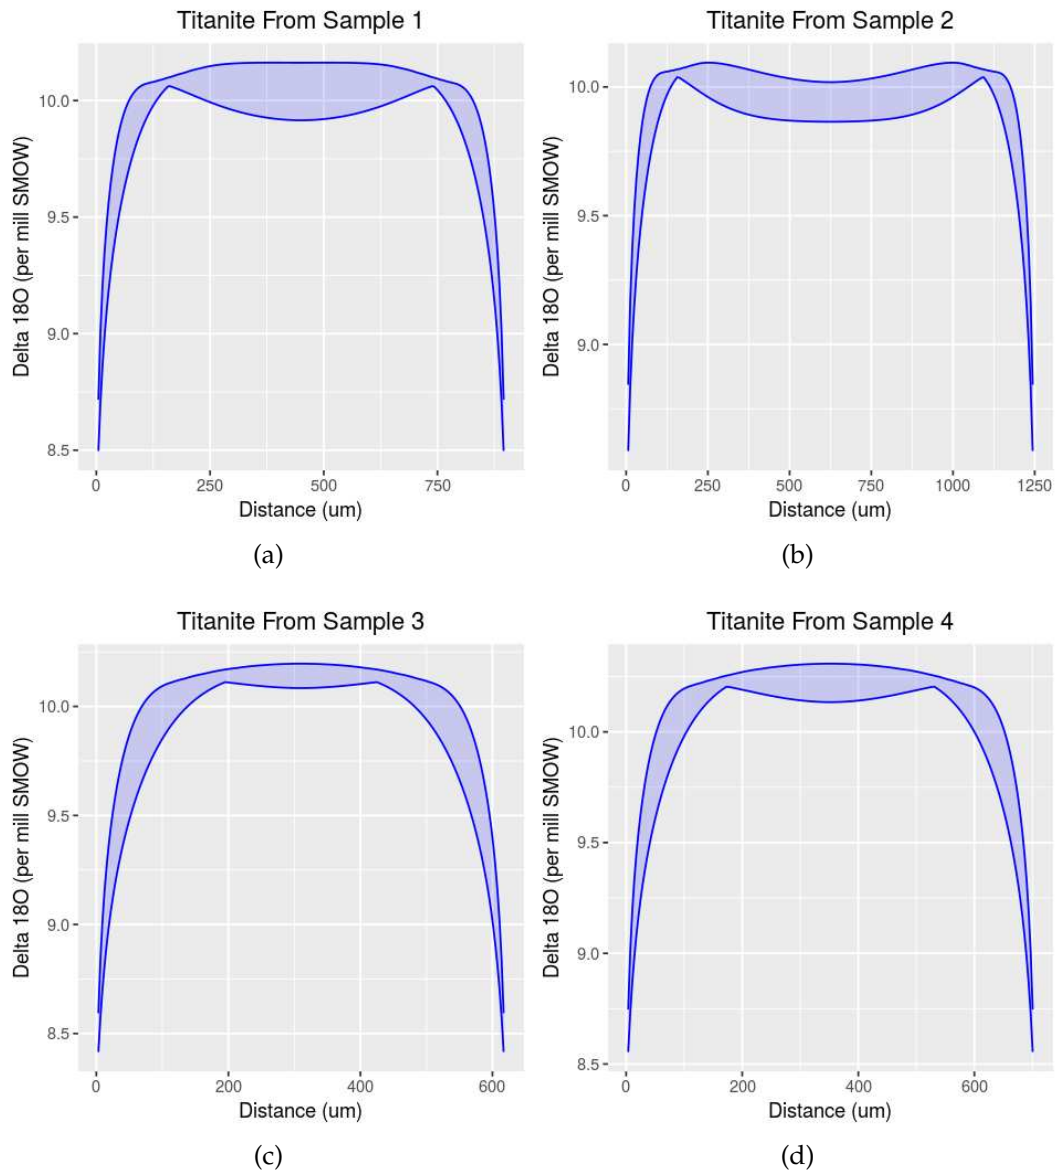 Titanite From Sample 1
Delta 18O (per mill SMOW)
10.0
9.5
9.0
8.5
0 250 500 750
Distance (um)
(a)
Titanite From Sample 2
Delta 18O (per mill SMOW)
10.0
9.5
9.0
0 250 500 750 1000 1250
Distance (um)
(b)
Titanite From Sample 3
Delta 18O (per mill SMOW)
10.0
9.5
9.0
8.5
0 200 400 600
Distance (um)
(c)
Titanite From Sample 4
Delta 18O (per mill SMOW)
10.0
9.5
9.0
8.5
0 200 400 600
Distance (um)
(d)